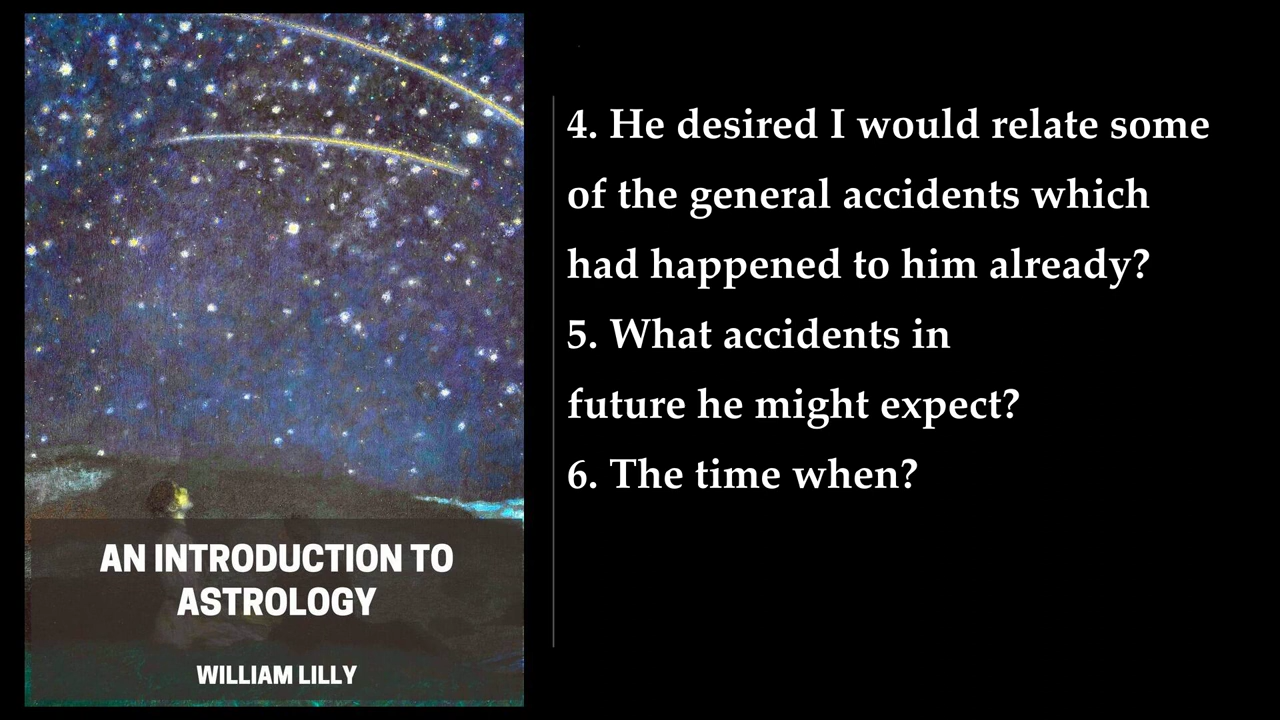 AN INTRODUCTION TO
ASTROLOGY
WILLIAM LILLY
4. He desired I would relate some
of the general accidents which
had happened to him already?
5. What accidents in
future he might expect?
6. The time when?